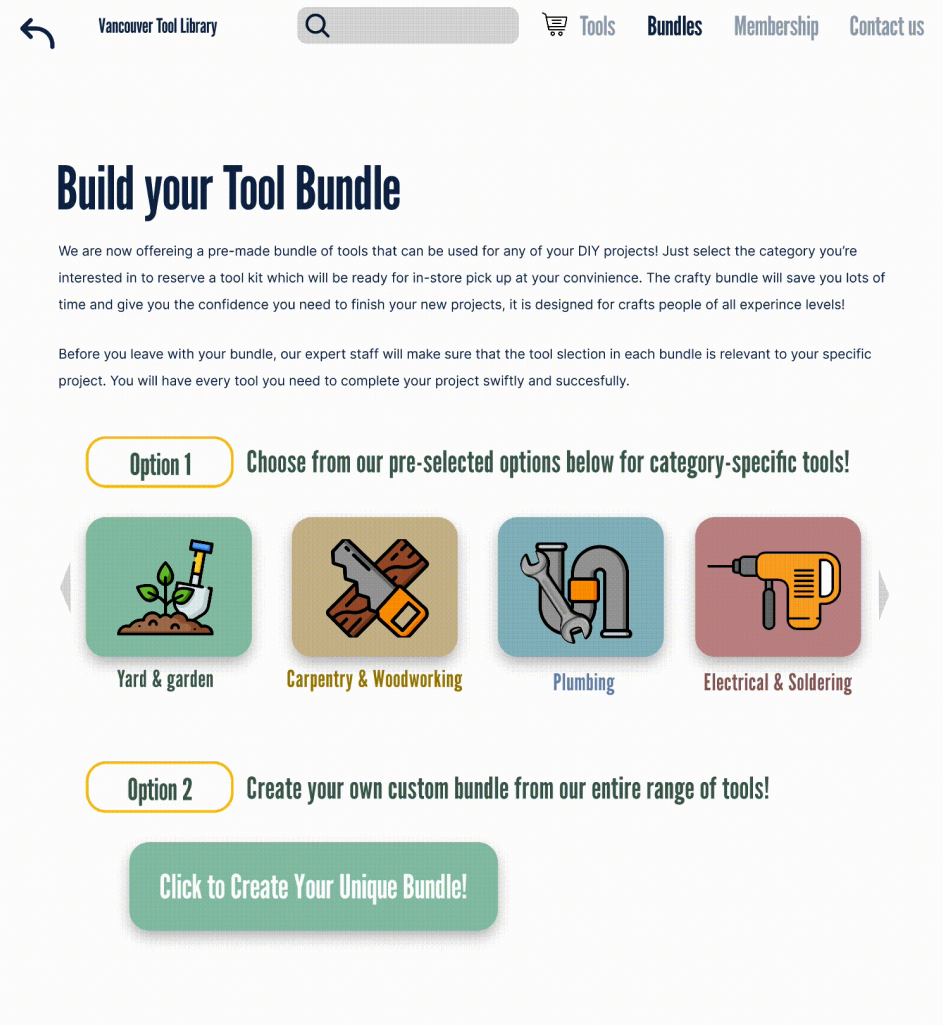 Vancouver Tool Library
Tools
Bundles
Membership
Contact us
Build your Tool Bundle
We are now offereing a pre-made bundle of tools that can be used for any of your DIY projects! Just select the category you're
interested in to reserve a tool kit which will be ready for in-store pick up at your convinience. The crafty bundle will save you lots of
time and give you the confidence you need to finish your new projects, it is designed for crafts people of all experince levels!
Before you leave with your bundle, our expert staff will make sure that the tool slection in each bundle is relevant to your specific
project. You will have every tool you need to complete your project swiftly and succesfully.
Option 1
Choose from our pre-selected options below for category-specific tools!
Yard & garden
Carpentry & Woodworking
Plumbing
Electrical & Soldering
Option 2
Create your own custom bundle from our entire range of tools!
Click to Create Your Unique Bundle!